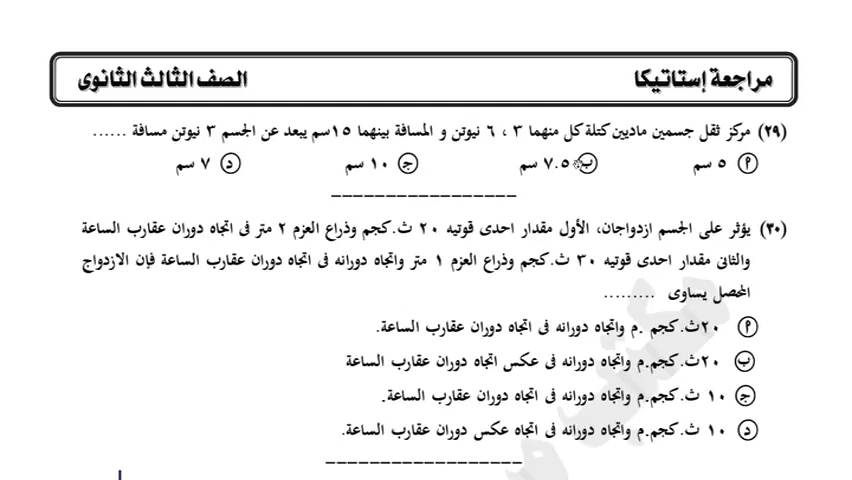 مراجعة إستاتيكا الصف الثالث الثانوى
(٢٩) مركز ثقل جسمين ماديين كتلة كل منهما ٣ ، ٦ نيوتن و المسافة بينهما ١٥سم يبعد عن الجسم ٣ نيوتن مسافة ......
أ ٥ سم ب ٧.٥ سم ج ١٠ سم د ٧ سم
(٣٠) يؤثر على الجسم ازدواجان، الأول مقدار احدى قوتيه ٢٠ ث.كجم وذراع العزم ٢ متر فى اتجاه دوران عقارب الساعة
والثانى مقدار احدى قوتيه ٣٠ ث.كجم وذراع العزم ١ متر واتجاه دورانه فى اتجاه دوران عقارب الساعة فإن الازدواج
المحصل يساوى .........
أ ٢٠ث.كجم .م واتجاه دورانه فى اتجاه دوران عقارب الساعة.
ب ٢٠ث.كجم.م واتجاه دورانه فى عكس اتجاه دوران عقارب الساعة
ج ١٠ ث.كجم.م واتجاه دورانه فى اتجاه دوران عقارب الساعة.
د ١٠ ث.كجم.م واتجاه دورانه فى اتجاه عكس دوران عقارب الساعة.